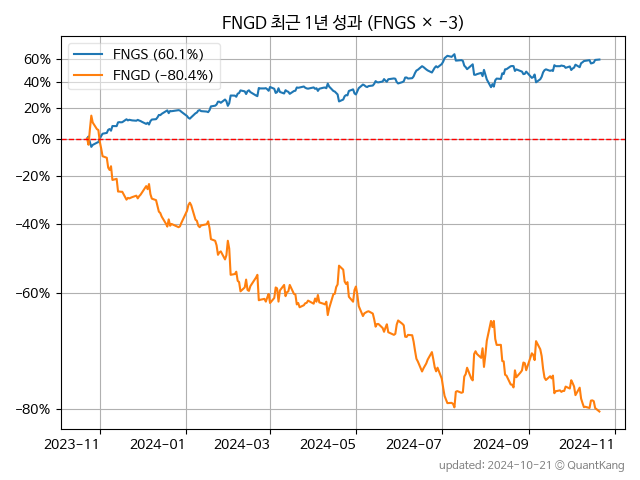 FNGD 최근 1년 성과 (FNGS × −3)
FNGS (60.1%)
FNGD (−80.4%)
60%
40%
20%
0%
−20%
−40%
−60%
−80%
2023-11 2024-01 2024-03 2024-05 2024-07 2024-09 2024-11
updated: 2024-10-21 © QuantKang